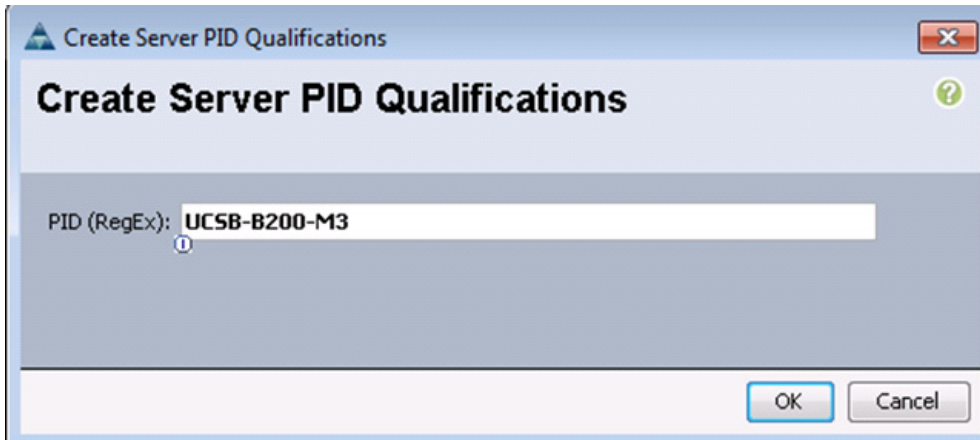 Create Server PID Qualifications
Create Server PID Qualifications
?
PID (RegEx): UCSB-B200-M3
OK
Cancel